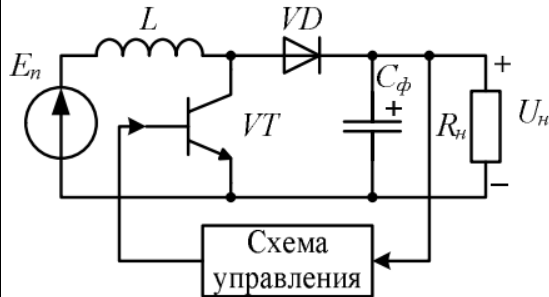 L
VD
Eп
Cф
+
+
VT
Rн
Uн
−
Схема
управления